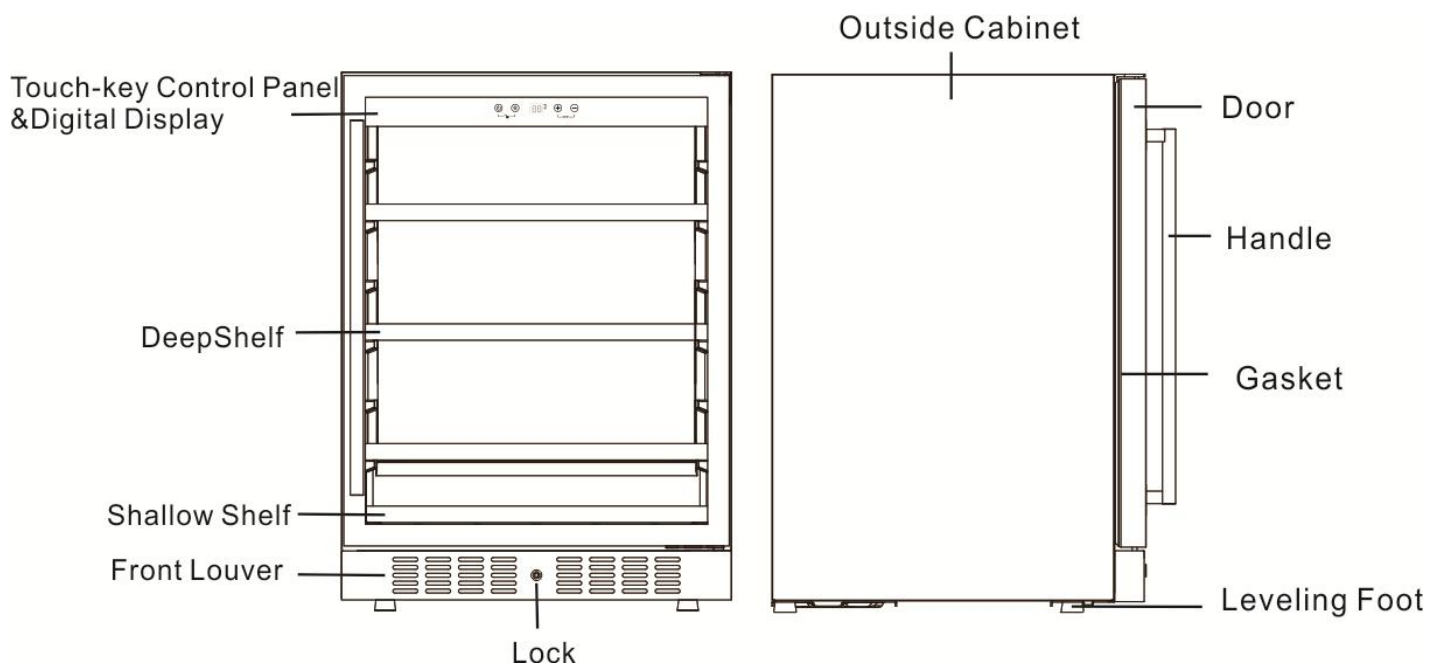 Outside Cabinet
Touch-key Control Panel
&Digital Display
Door
Handle
DeepShelf
Gasket
Shallow Shelf
Front Louver
Leveling Foot
Lock